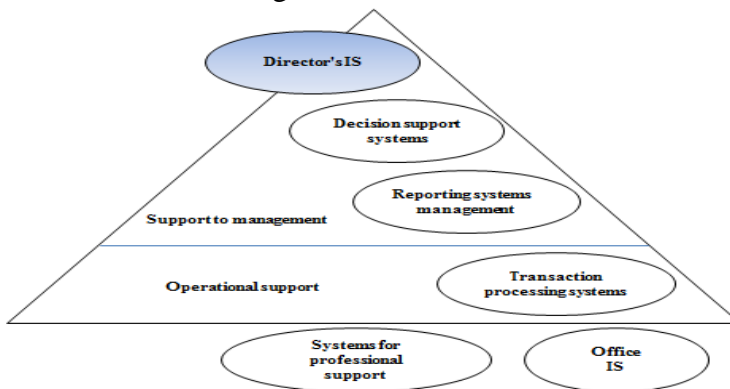 Director's IS
Decision support
systems
Reporting systems
management
Support to management
Transaction
processing systems
Operational support
Systems for
professional
support
Office
IS